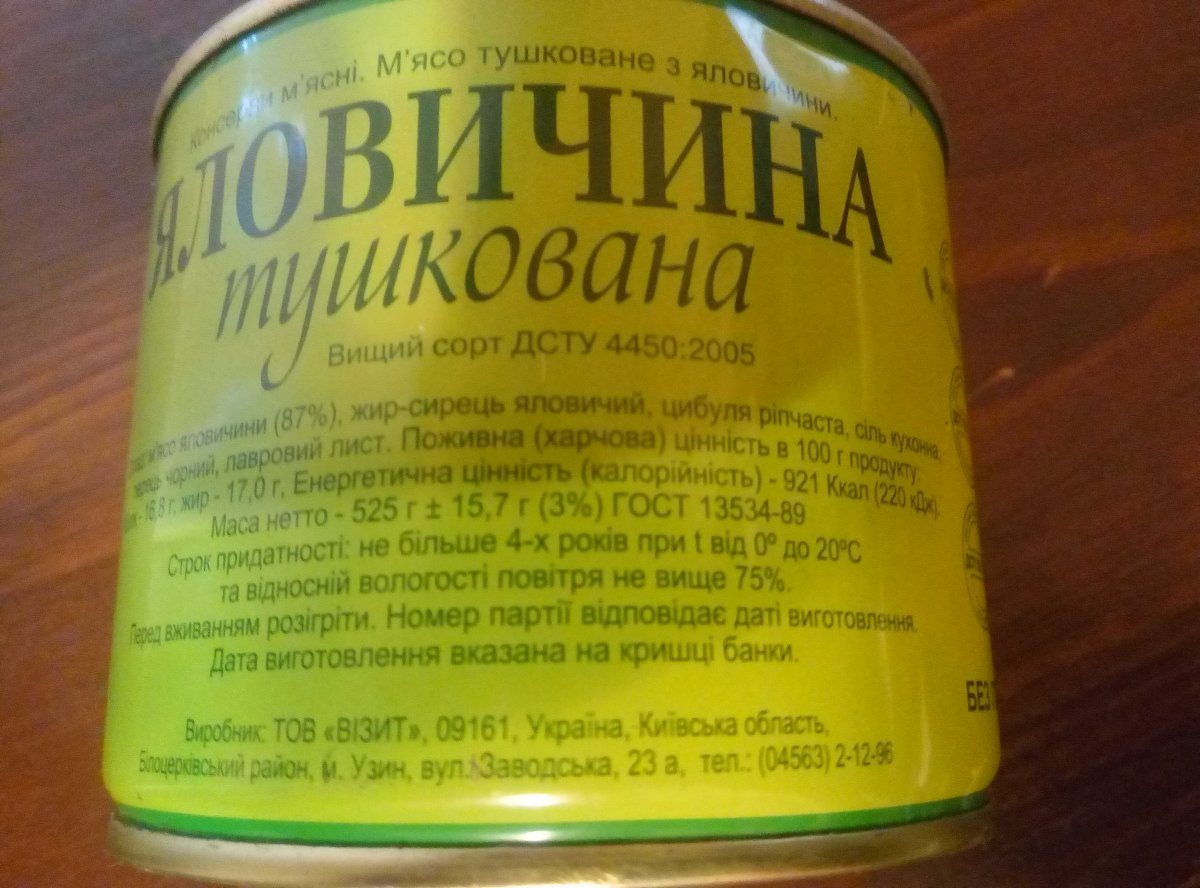 Консерви м'ясні. М'ясо тушковане з яловичини.
ЯЛОВИЧИНА
тушкована
Вищий сорт ДСТУ 4450:2005
м'ясо яловичини (87%), жир-сирець яловичий, цибуля ріпчаста, сіль кухонна,
перець чорний, лавровий лист. Поживна (харчова) цінність в 100 г продукту:
- 16,8 г, жир - 17,0 г, Енергетична цінність (калорійність) - 921 Ккал (220 кДж).
Маса нетто - 525 г ± 15,7 г (3%) ГОСТ 13534-89
Строк придатності: не більше 4-х років при t від 0º до 20ºС
та відносній вологості повітря не вище 75%.
Перед вживанням розігріти. Номер партії відповідає даті виготовлення.
Дата виготовлення вказана на кришці банки.
БЕЗ
Виробник: ТОВ «ВІЗИТ», 09161, Україна, Київська область,
Білоцерківський район, м. Узин, вул. Заводська, 23 а, тел.: (04563) 2-12-96